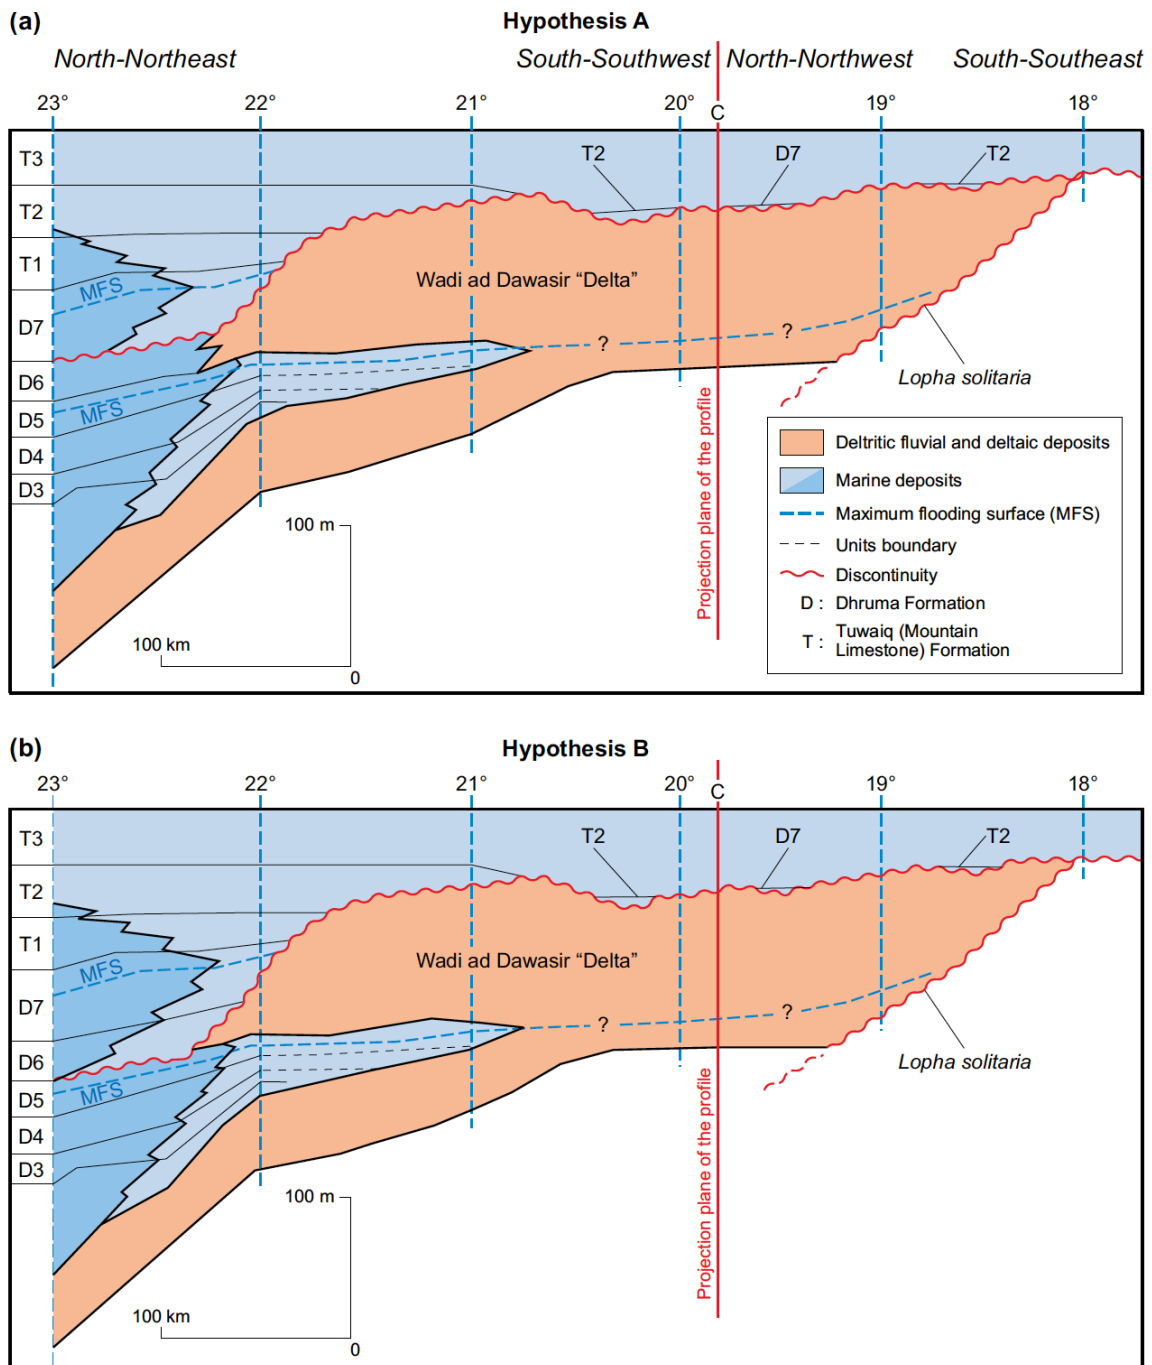 (a)
Hypothesis A
North-Northeast
South-Southwest
North-Northwest
South-Southeast
23°
22°
21°
20°
C
19°
18°
T3
T2
D7
T2
T2
T1
MFS
Wadi ad Dawasir “Delta”
D7
?
?
D6
Lopha solitaria
D5
MFS
D4
D3
Projection plane of the profile
Deltritic fluvial and deltaic deposits
Marine deposits
Maximum flooding surface (MFS)
Units boundary
Discontinuity
D : Dhruma Formation
T : Tuwaiq (Mountain
Limestone) Formation
100 m
100 km
0
(b)
Hypothesis B
23°
22°
21°
20°
C
19°
18°
T3
T2
D7
T2
T2
T1
MFS
Wadi ad Dawasir “Delta”
D7
?
?
D6
Lopha solitaria
D5
MFS
D4
D3
Projection plane of the profile
100 m
100 km
0